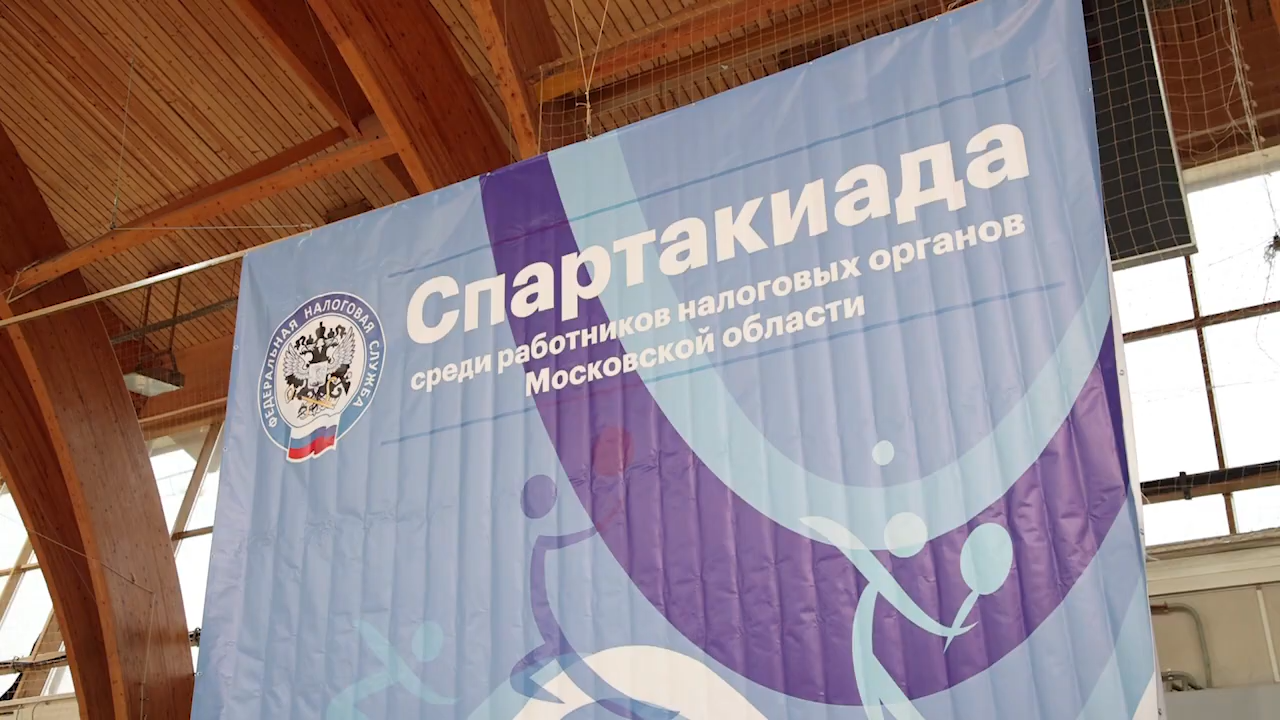 ФЕДЕРАЛЬНАЯ НАЛОГОВАЯ СЛУЖБА
Спартакиада
среди работников налоговых органов
Московской области